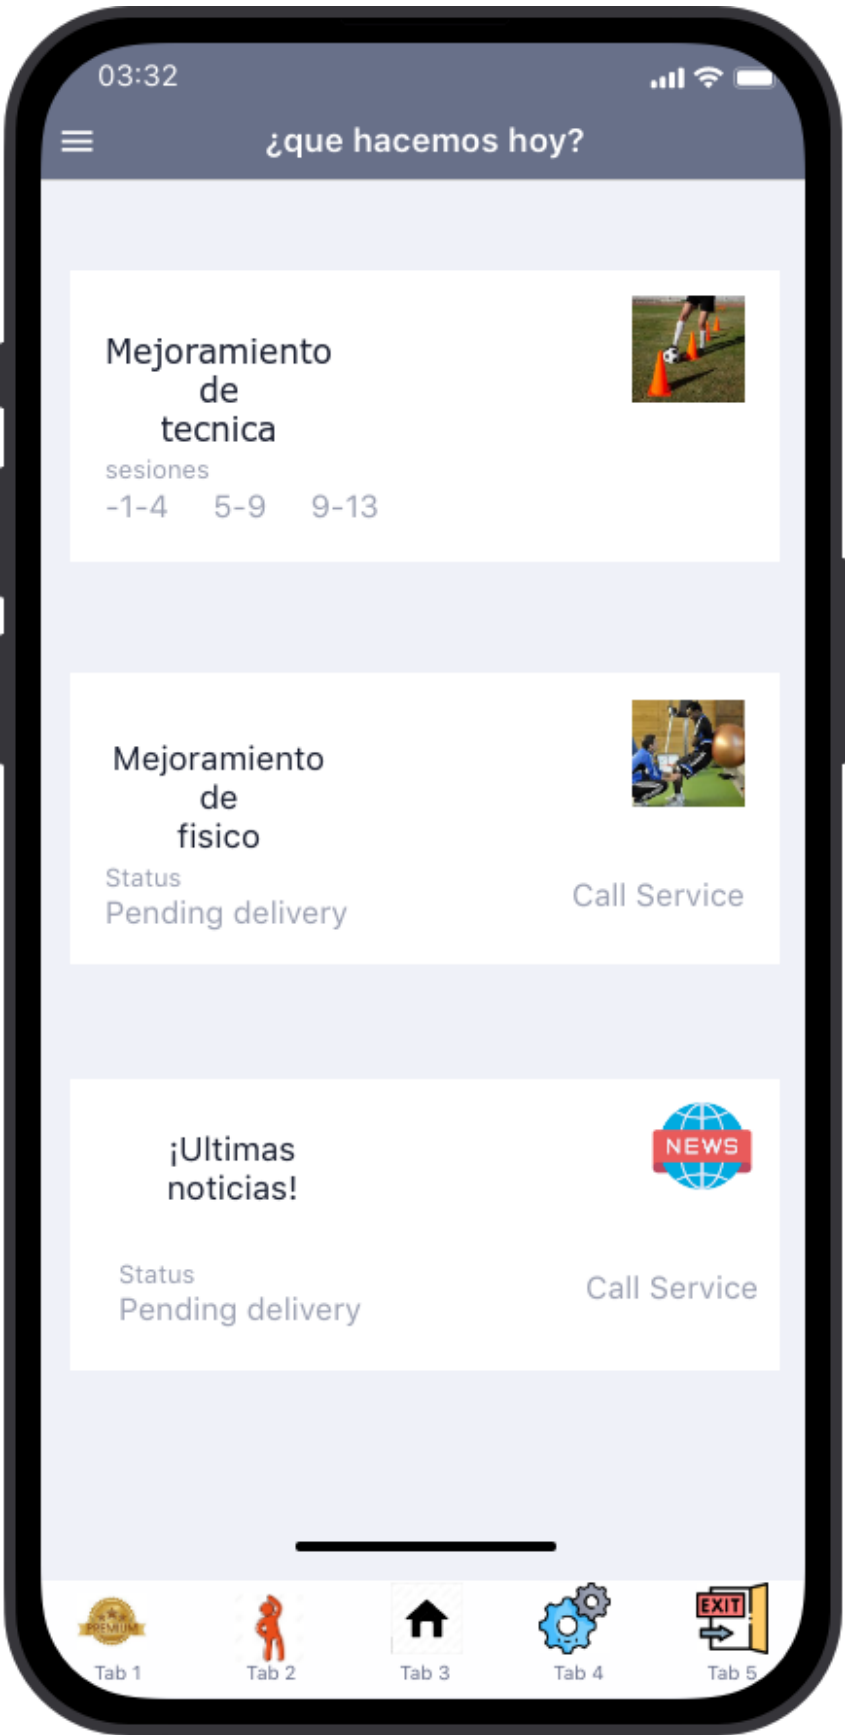 03:32
¿que hacemos hoy?
Mejoramiento
de
tecnica
sesiones
-1-4 5-9 9-13
Mejoramiento
de
fisico
Status
Pending delivery
Call Service
¡Ultimas
noticias!
NEWS
Status
Pending delivery
Call Service
PREMIUM
EXIT
Tab 1
Tab 2
Tab 3
Tab 4
Tab 5